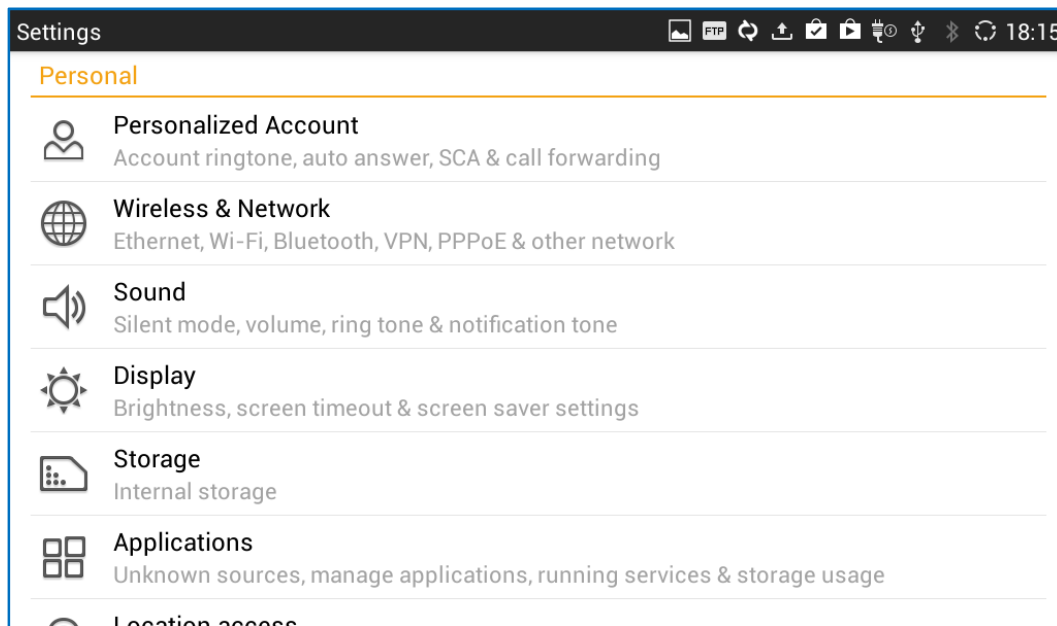 Settings FTP 18:15
Personal
Personalized Account
Account ringtone, auto answer, SCA & call forwarding
Wireless & Network
Ethernet, Wi-Fi, Bluetooth, VPN, PPPoE & other network
Sound
Silent mode, volume, ring tone & notification tone
Display
Brightness, screen timeout & screen saver settings
Storage
Internal storage
Applications
Unknown sources, manage applications, running services & storage usage
Location access